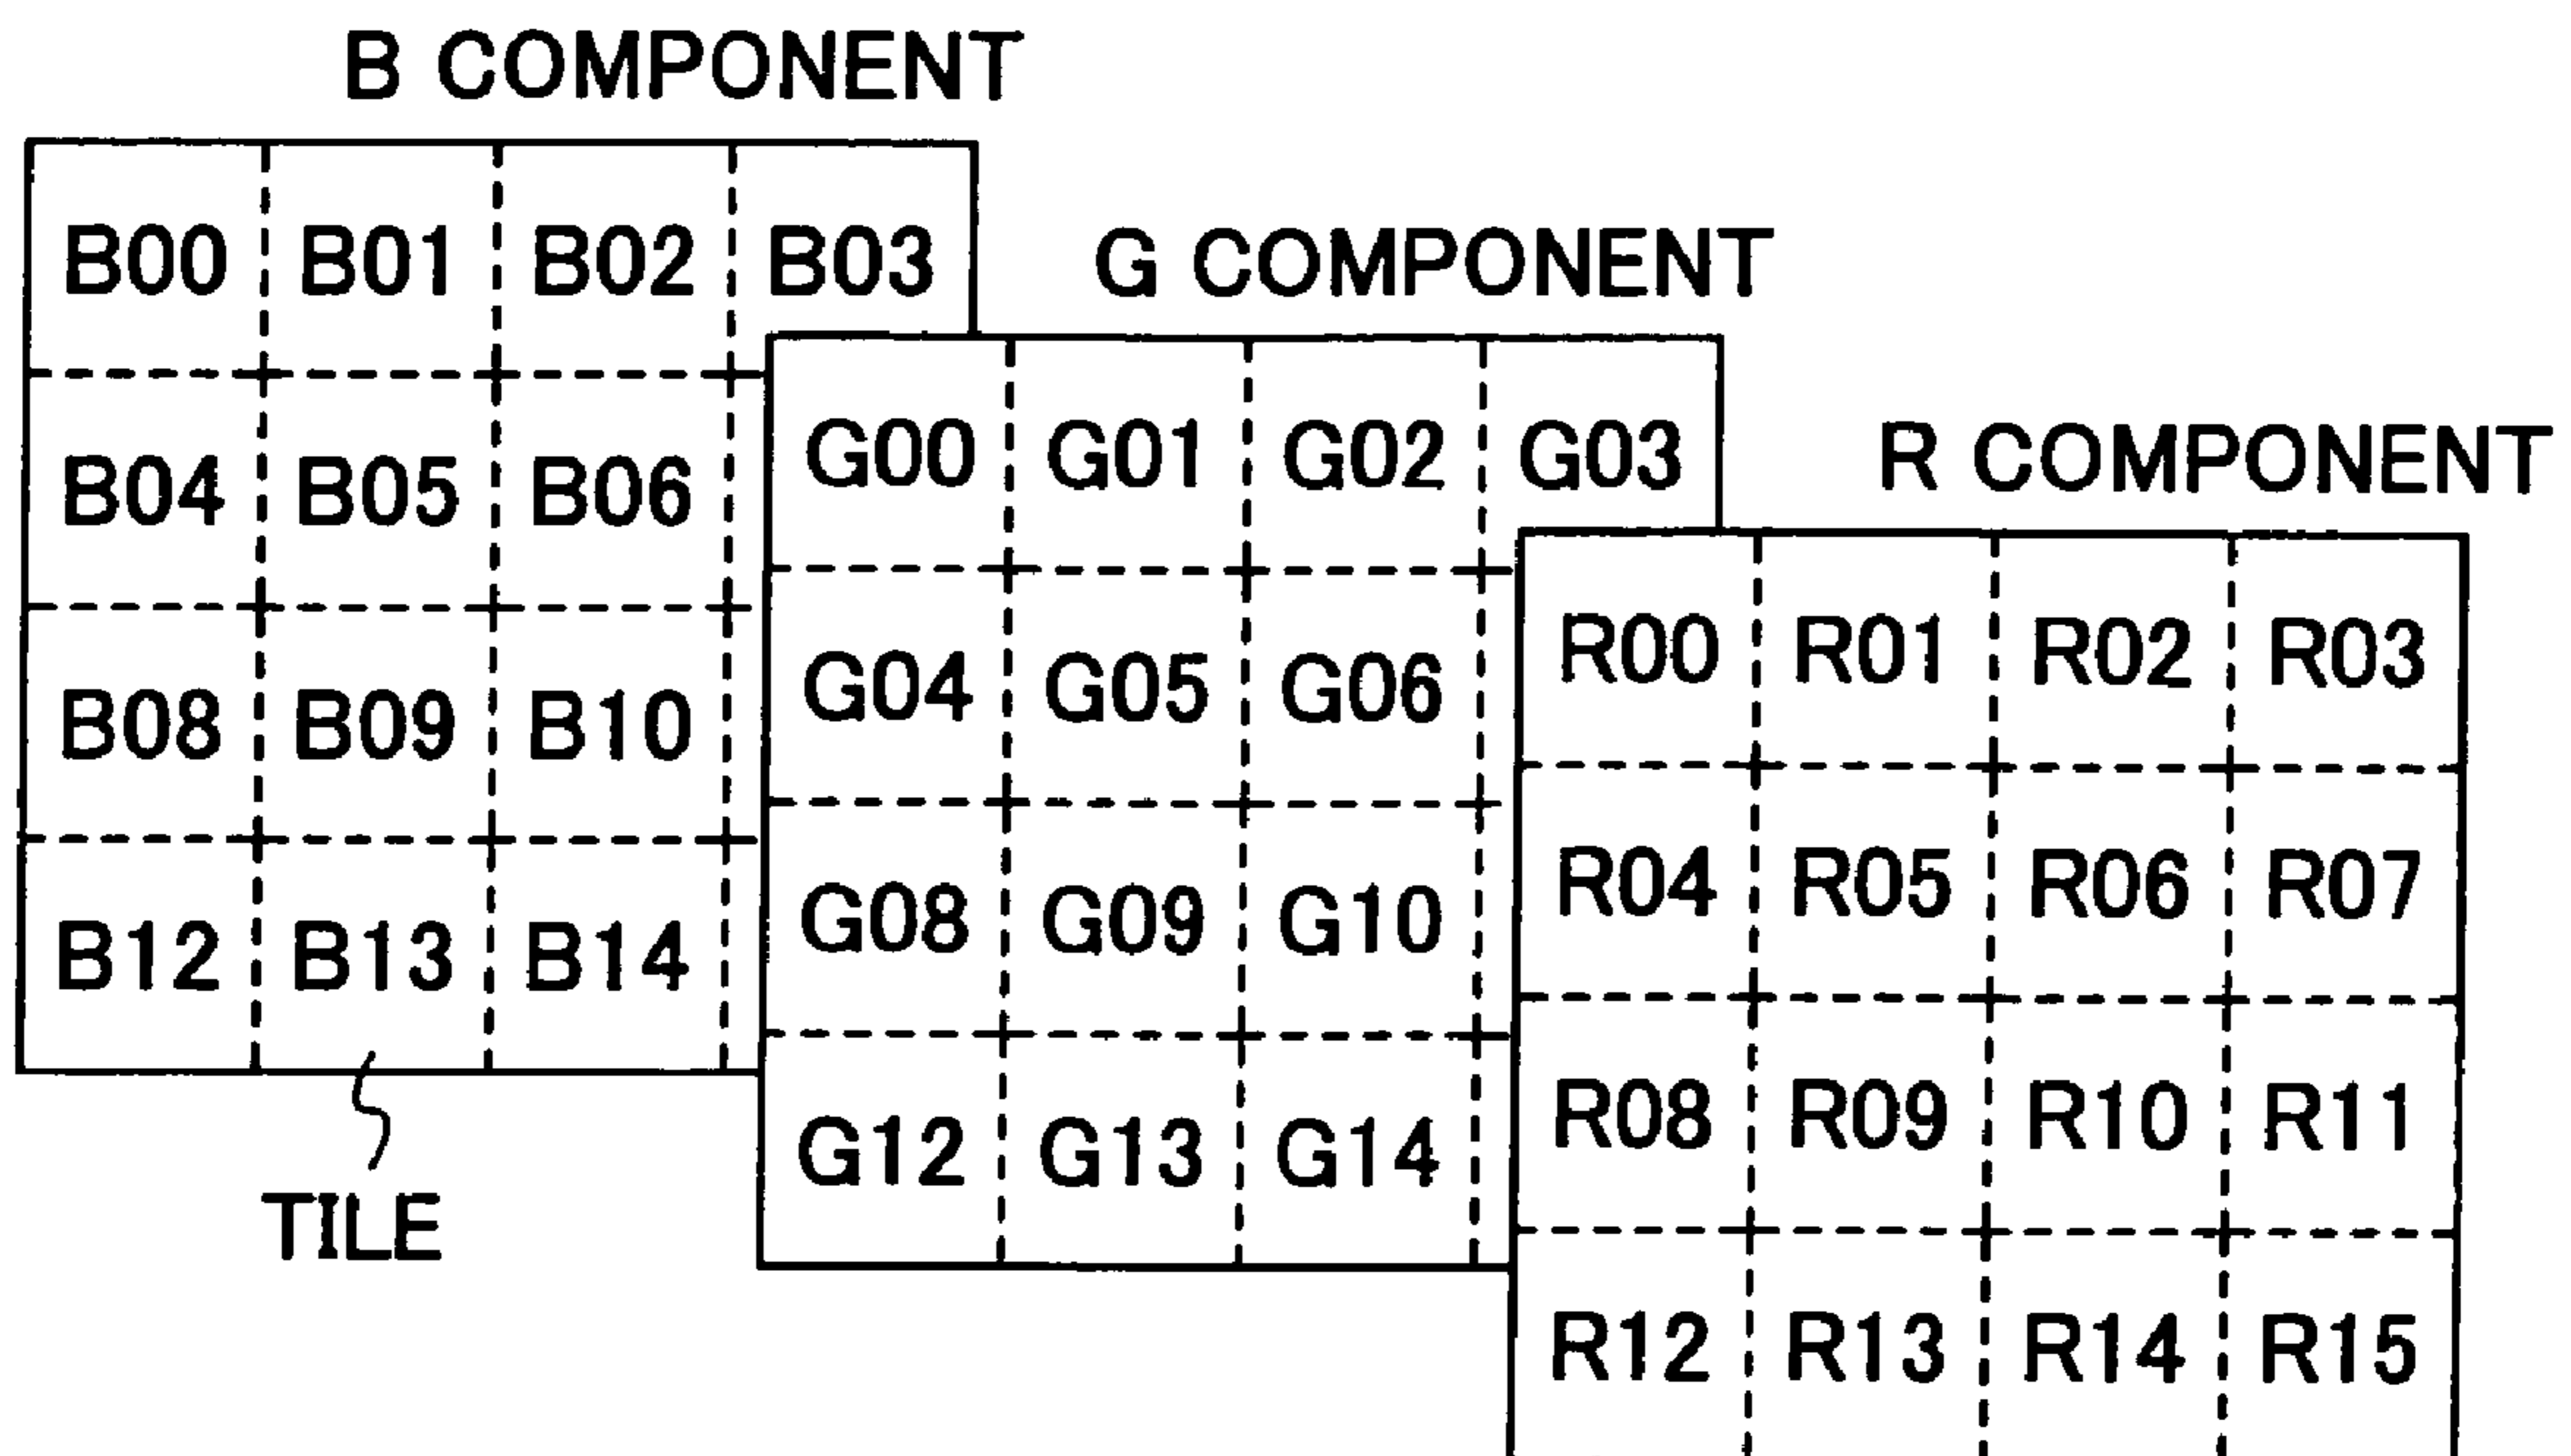 B COMPONENT
B00 B01 B02 B03
B04 B05 B06
B08 B09 B10
B12 B13 B14
TILE
G COMPONENT
G00 G01 G02 G03
G04 G05 G06
G08 G09 G10
G12 G13 G14
R COMPONENT
R00 R01 R02 R03
R04 R05 R06 R07
R08 R09 R10 R11
R12 R13 R14 R15